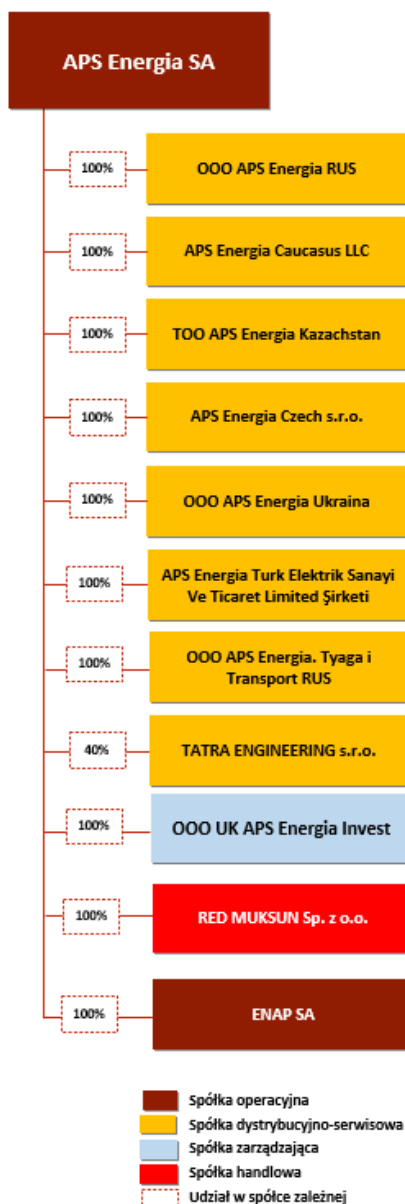 APS Energia SA
100%
OOO APS Energia RUS
100%
APS Energia Caucasus LLC
100%
TOO APS Energia Kazachstan
100%
APS Energia Czech s.r.o.
100%
OOO APS Energia Ukraina
100%
APS Energia Turk Elektrik Sanayi
Ve Ticaret Limited Şirketi
100%
OOO APS Energia. Tyaga i
Transport RUS
40%
TATRA ENGINEERING s.r.o.
100%
OOO UK APS Energia Invest
100%
RED MUKSUN Sp. z o.o.
100%
ENAP SA
Spółka operacyjna
Spółka dystrybucyjno-serwisowa
Spółka zarządzająca
Spółka handlowa
Udział w spółce zależnej